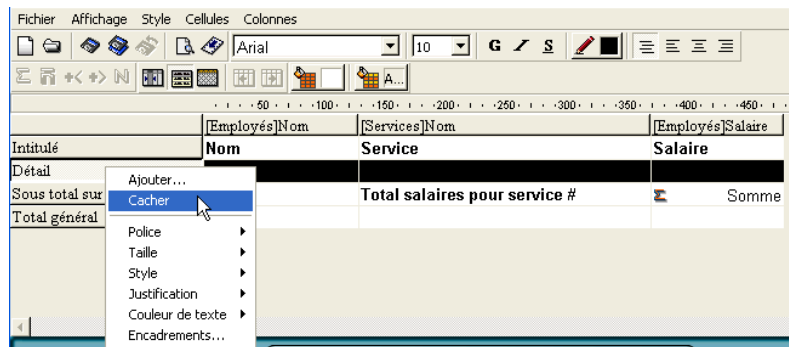 Fichier Affichage Style Cellules Colonnes
Arial 10 G I S
A...
50 100 150 200 250 300 350 400 450
[Employés]Nom [Services]Nom [Employés]Salaire
Intitulé Nom Service Salaire
Détail
Sous total sur Total salaires pour service # Σ Somme
Total général
Ajouter...
Cacher
Police
Taille
Style
Justification
Couleur de texte
Encadrements...